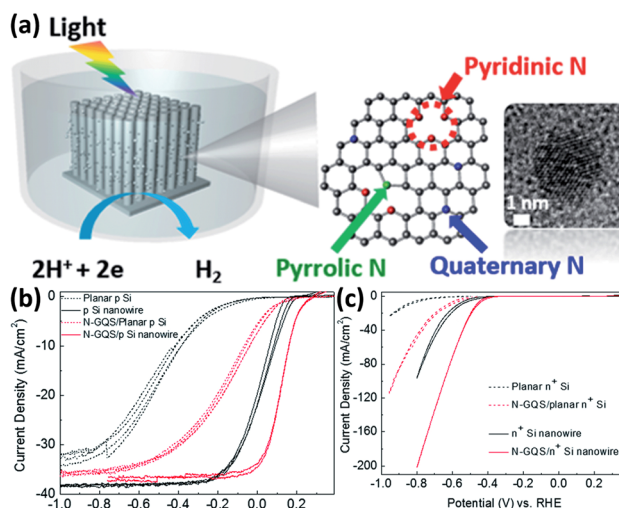 (a)
Light
Pyridinic N
1 nm
2H⁺ + 2e
H₂
Pyrrolic N
Quaternary N
(b)
Planar p Si
p Si nanowire
N-GQS/Planar p Si
N-GQS/p Si nanowire
Current Density (mA/cm²)
0
-10
-20
-30
-40
-1.0
-0.8
-0.6
-0.4
-0.2
0.0
0.2
(c)
Current Density (mA/cm²)
0
-40
-80
-120
-160
-200
Planar n⁺ Si
N-GQS/planar n⁺ Si
n⁺ Si nanowire
N-GQS/n⁺ Si nanowire
-1.0
-0.8
-0.6
-0.4
-0.2
0.0
0.2
Potential (V) vs. RHE